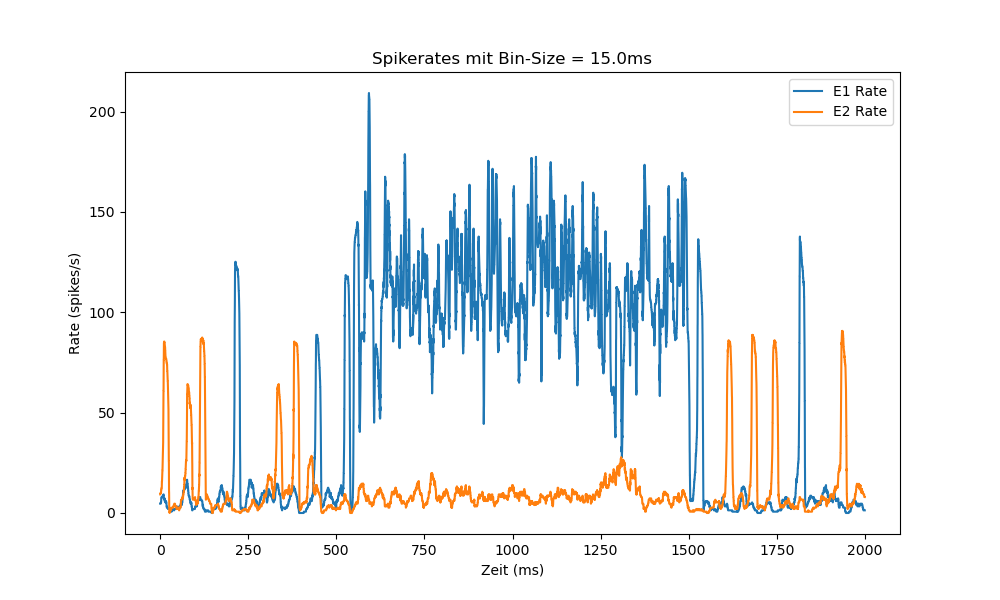 Spikerates mit Bin-Size = 15.0ms
E1 Rate
E2 Rate
200
150
100
50
0
Rate (spikes/s)
0 250 500 750 1000 1250 1500 1750 2000
Zeit (ms)